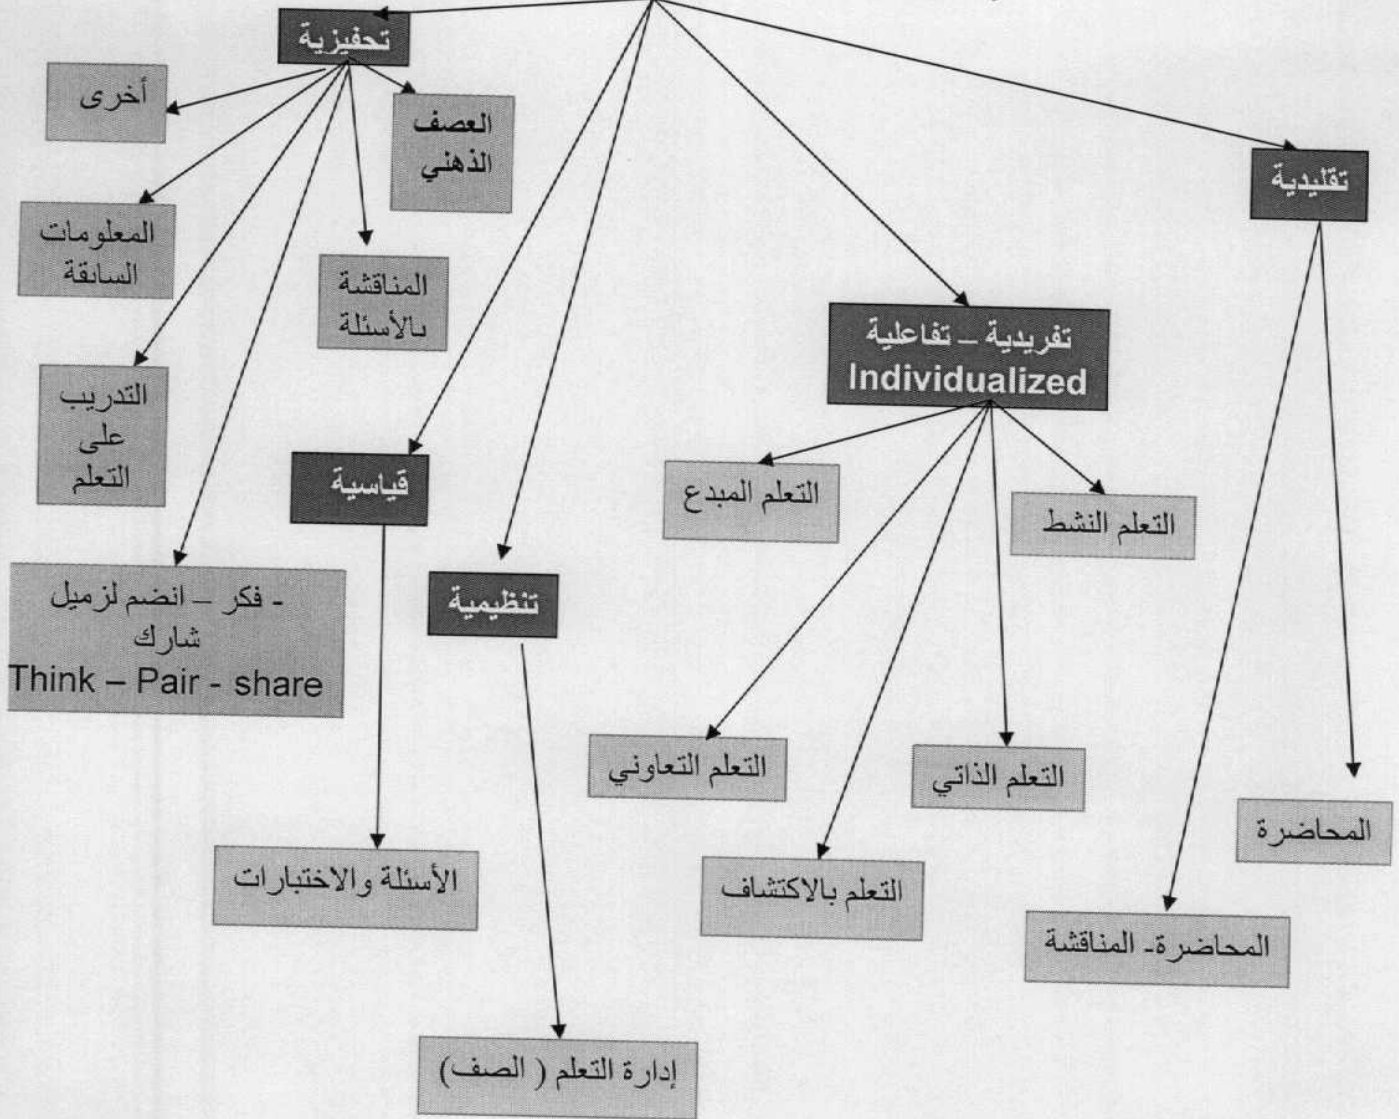 تحفيزية
أخرى
العصف
الذهني
تقليدية
المعلومات
السابقة
المناقشة
بالأسئلة
تفريدية – تفاعلية
Individualized
التدريب
على
التعلم
قياسية
التعلم المبدع
التعلم النشط
- فكر – انضم لزميل
شارك
Think – Pair - share
تنظيمية
التعلم التعاوني
التعلم الذاتي
المحاضرة
الأسئلة والاختبارات
التعلم بالاكتشاف
المحاضرة- المناقشة
إدارة التعلم ( الصف)